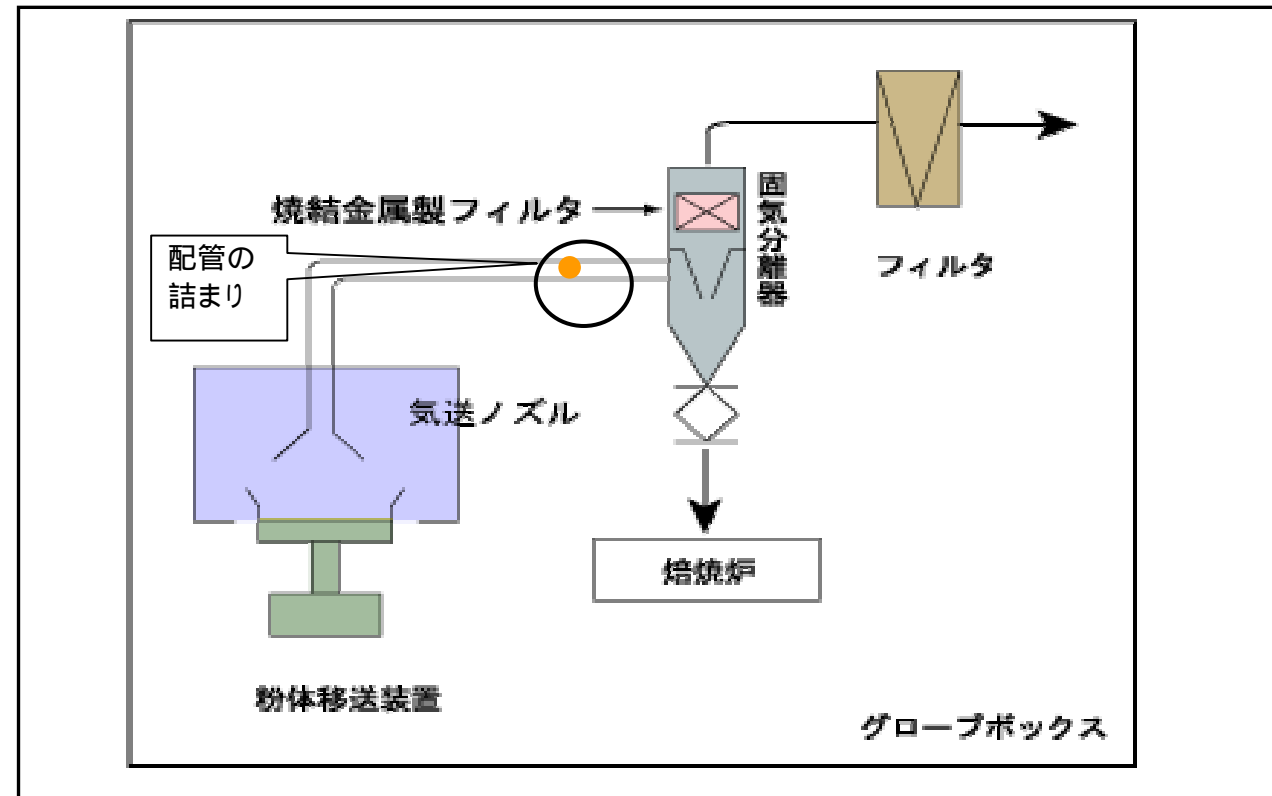 焼結金属製フィルタ
固気分離器
配管の
詰まり
フィルタ
気送ノズル
焙焼炉
粉体移送装置
グローブボックス